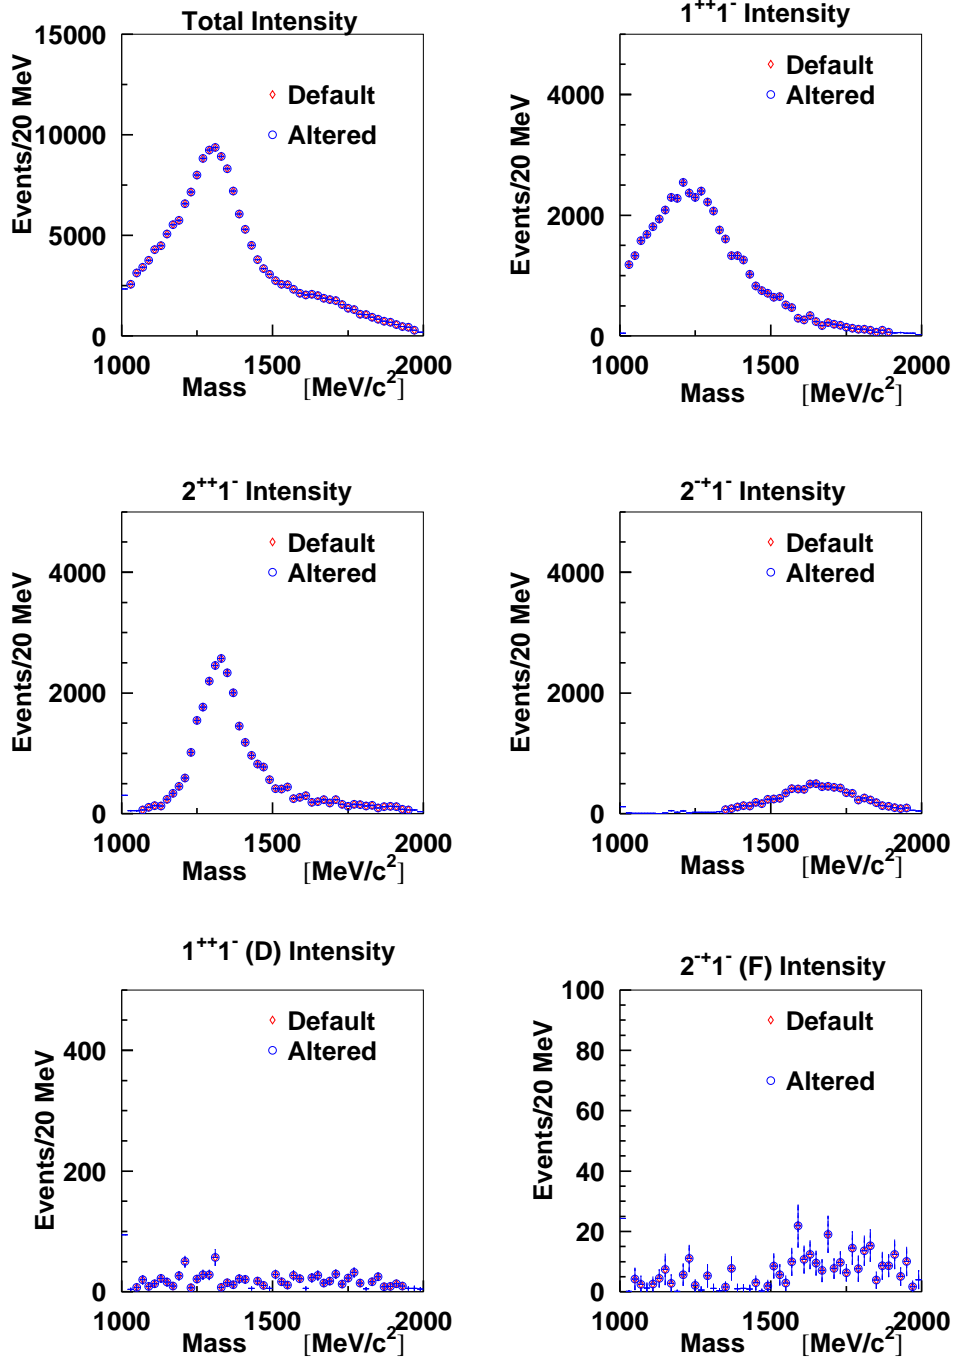 Total Intensity
Events/20 MeV
15000
10000
5000
0
Default
Altered
1000
1500
2000
Mass [MeV/c²]
1⁺⁺1⁻ Intensity
Events/20 MeV
4000
2000
0
Default
Altered
1000
1500
2000
Mass [MeV/c²]
2⁺⁺1⁻ Intensity
Events/20 MeV
4000
2000
0
Default
Altered
1000
1500
2000
Mass [MeV/c²]
2⁻⁺1⁻ Intensity
Events/20 MeV
4000
2000
0
Default
Altered
1000
1500
2000
Mass [MeV/c²]
1⁺⁺1⁻ (D) Intensity
Events/20 MeV
400
200
0
Default
Altered
1000
1500
2000
Mass [MeV/c²]
2⁻⁺1⁻ (F) Intensity
Events/20 MeV
100
80
60
40
20
0
Default
Altered
1000
1500
2000
Mass [MeV/c²]